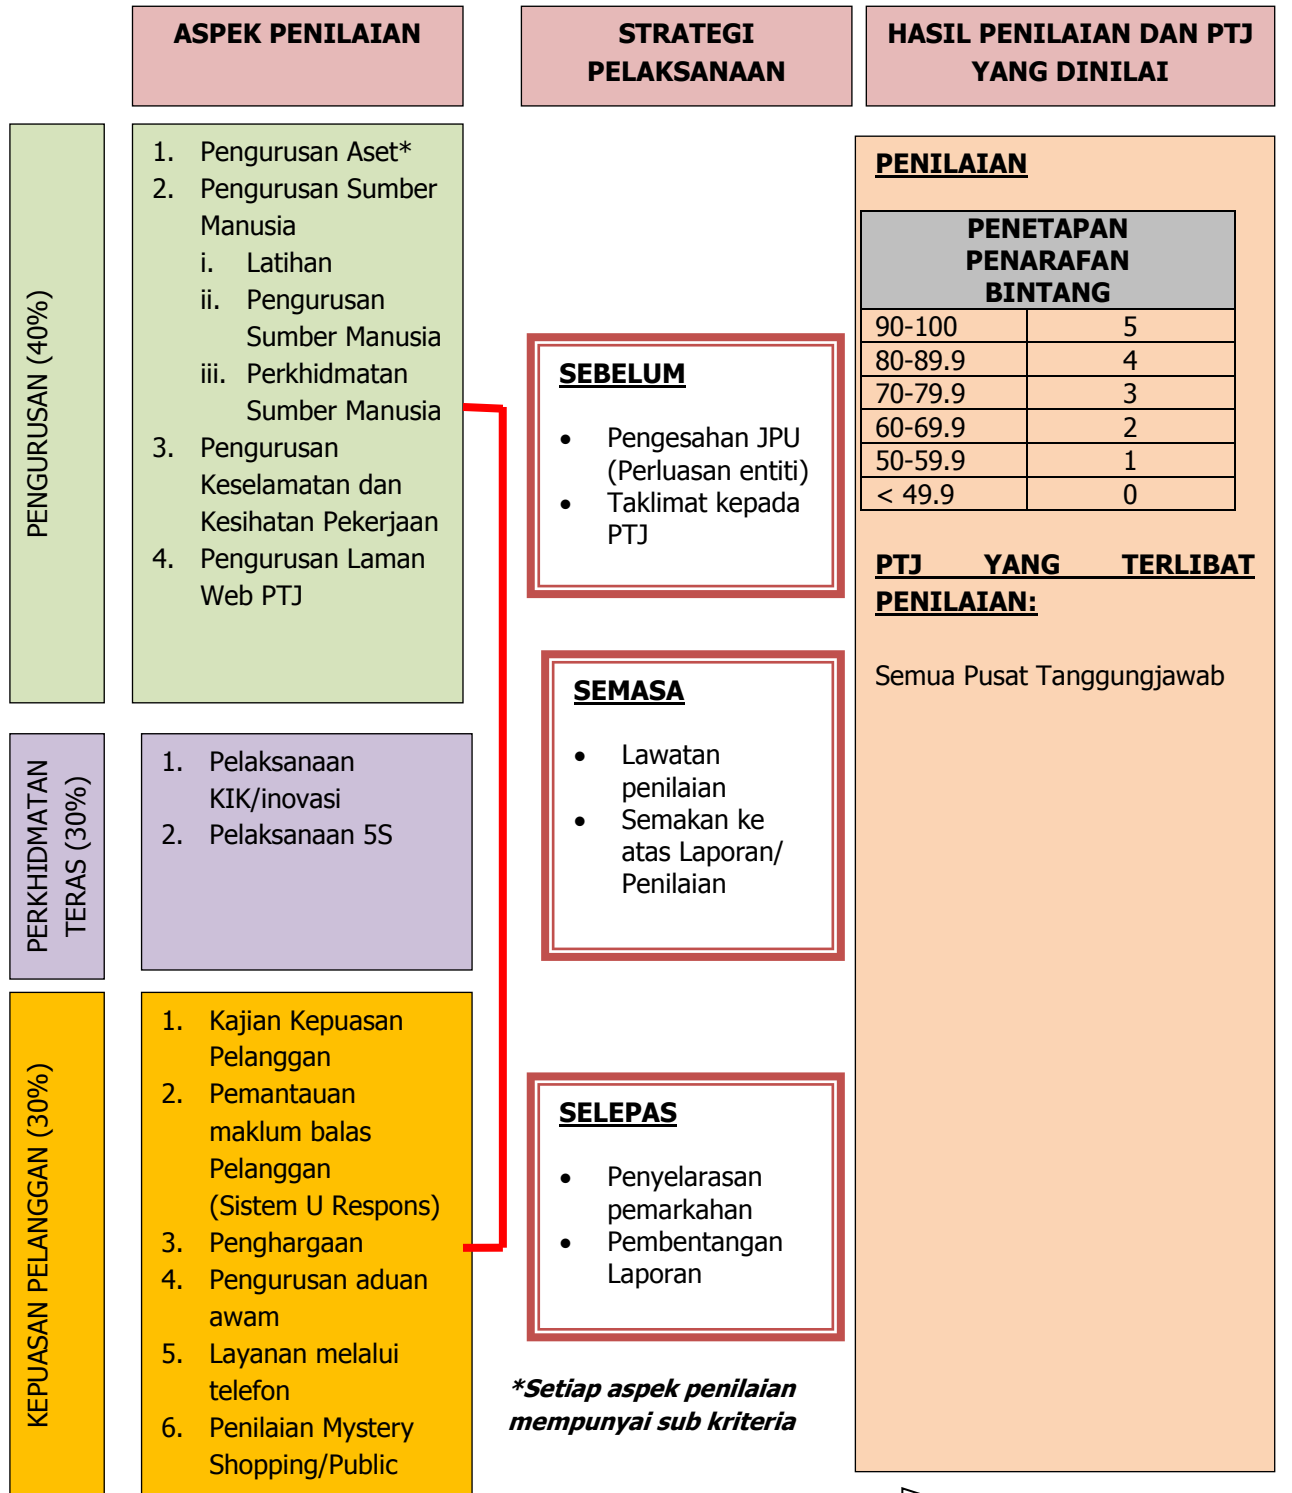 ASPEK PENILAIAN
STRATEGI
PELAKSANAAN
HASIL PENILAIAN DAN PTJ
YANG DINILAI
PENGURUSAN (40%)
1. Pengurusan Aset*
2. Pengurusan Sumber
Manusia
i. Latihan
ii. Pengurusan
Sumber Manusia
iii. Perkhidmatan
Sumber Manusia
3. Pengurusan
Keselamatan dan
Kesihatan Pekerjaan
4. Pengurusan Laman
Web PTJ
PERKHIDMATAN
TERAS (30%)
1. Pelaksanaan
KIK/inovasi
2. Pelaksanaan 5S
KEPUASAN PELANGGAN (30%)
1. Kajian Kepuasan
Pelanggan
2. Pemantauan
maklum balas
Pelanggan
(Sistem U Respons)
3. Penghargaan
4. Pengurusan aduan
awam
5. Layanan melalui
telefon
6. Penilaian Mystery
Shopping/Public
SEBELUM
• Pengesahan JPU
(Perluasan entiti)
• Taklimat kepada
PTJ
SEMASA
• Lawatan
penilaian
• Semakan ke
atas Laporan/
Penilaian
SELEPAS
• Penyelarasan
pemarkahan
• Pembentangan
Laporan
*Setiap aspek penilaian
mempunyai sub kriteria
PENILAIAN
PENETAPAN
PENARAFAN
BINTANG
90-100 5
80-89.9 4
70-79.9 3
60-69.9 2
50-59.9 1
< 49.9 0
PTJ YANG TERLIBAT
PENILAIAN:
Semua Pusat Tanggungjawab